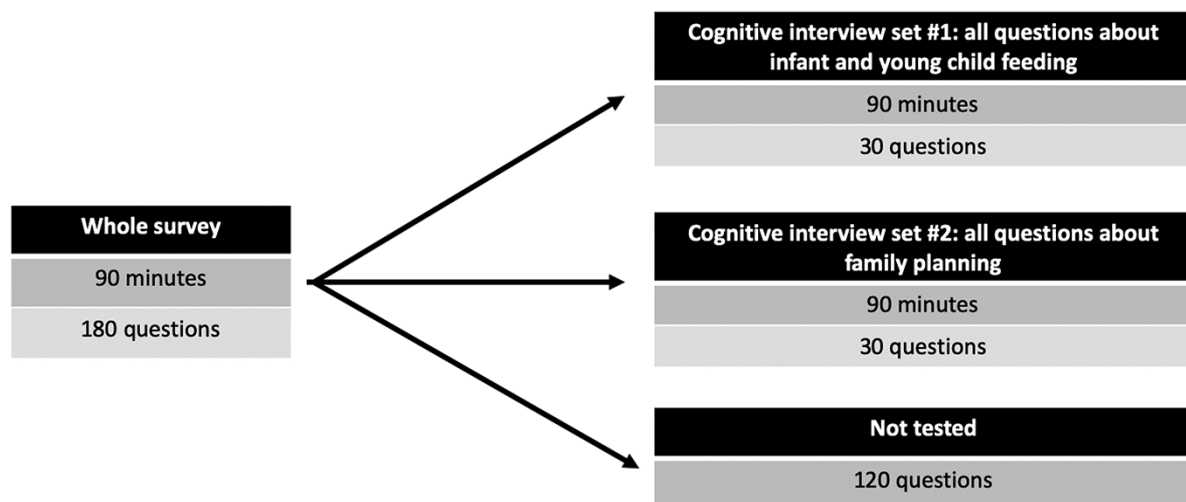 Whole survey
90 minutes
180 questions
Cognitive interview set #1: all questions about
infant and young child feeding
90 minutes
30 questions
Cognitive interview set #2: all questions about
family planning
90 minutes
30 questions
Not tested
120 questions